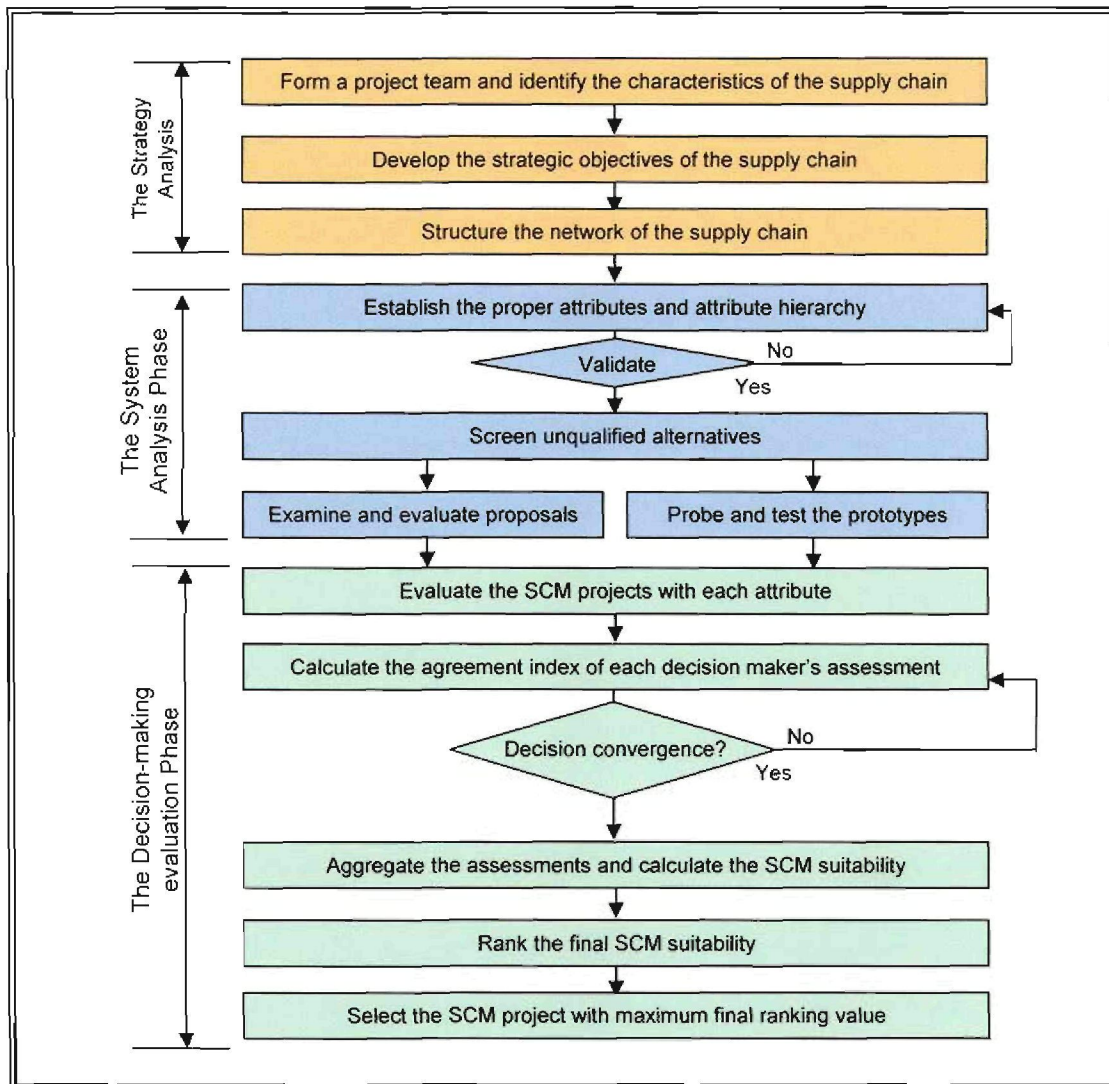 The Strategy
Analysis
Form a project team and identify the characteristics of the supply chain
Develop the strategic objectives of the supply chain
Structure the network of the supply chain
The System
Analysis Phase
Establish the proper attributes and attribute hierarchy
Validate
No
Yes
Screen unqualified alternatives
Examine and evaluate proposals
Probe and test the prototypes
The Decision-making
evaluation Phase
Evaluate the SCM projects with each attribute
Calculate the agreement index of each decision maker's assessment
Decision convergence?
No
Yes
Aggregate the assessments and calculate the SCM suitability
Rank the final SCM suitability
Select the SCM project with maximum final ranking value